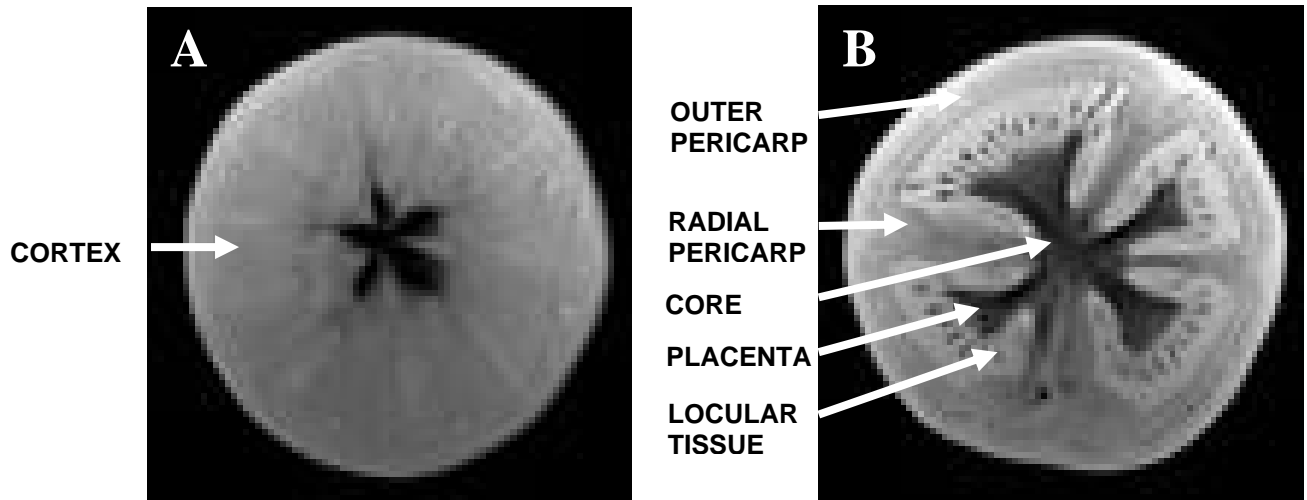 A
CORTEX
B
OUTER
PERICARP
RADIAL
PERICARP
CORE
PLACENTA
LOCULAR
TISSUE